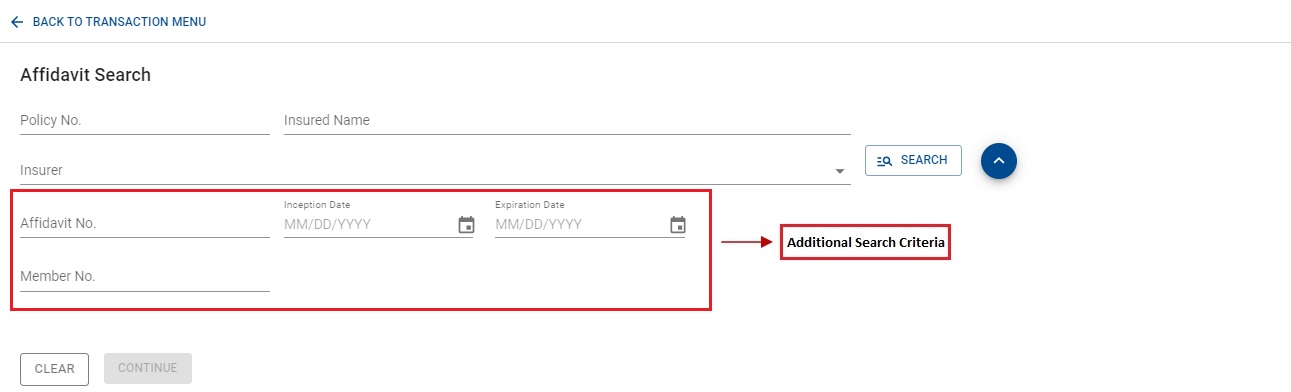 BACK TO TRANSACTION MENU
Affidavit Search
Policy No. Insured Name
Insurer
SEARCH
Affidavit No. Inception Date MM/DD/YYYY Expiration Date MM/DD/YYYY
Additional Search Criteria
Member No.
CLEAR CONTINUE